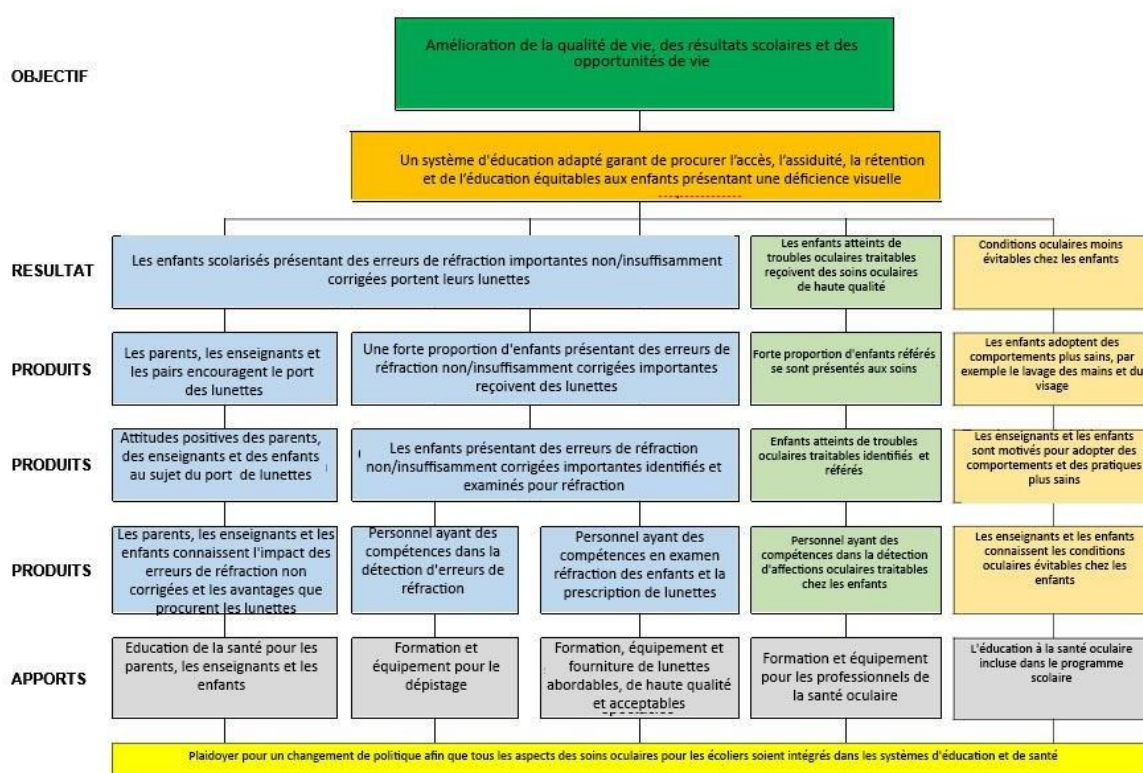 OBJECTIF
Amélioration de la qualité de vie, des résultats scolaires et des
opportunités de vie
Un système d'éducation adapté garant de procurer l’accès, l’assiduité, la rétention
et de l’éducation équitables aux enfants présentant une déficience visuelle
RESULTAT
Les enfants scolarisés présentant des erreurs de réfraction importantes non/insuffisamment
corrigées portent leurs lunettes
Les enfants atteints de
troubles oculaires traitables
reçoivent des soins oculaires
de haute qualité
Conditions oculaires moins
évitables chez les enfants
PRODUITS
Les parents, les enseignants et
les pairs encouragent le port
des lunettes
Une forte proportion d'enfants présentant des erreurs de
réfraction non/insuffisamment corrigées importantes
reçoivent des lunettes
Forte proportion d'enfants référés
se sont présentés aux soins
Les enfants adoptent des
comportements plus sains, par
exemple le lavage des mains et du
visage
PRODUITS
Attitudes positives des parents,
des enseignants et des enfants
au sujet du port de lunettes
Les enfants présentant des erreurs de réfraction
non/insuffisamment corrigées importantes identifiés et
examinés pour réfraction
Enfants atteints de troubles
oculaires traitables identifiés et
référés
Les enseignants et les enfants
sont motivés pour adopter des
comportements et des pratiques
plus sains
PRODUITS
Les parents, les enseignants et les
enfants connaissent l'impact des
erreurs de réfraction non
corrigées et les avantages que
procurent les lunettes
Personnel ayant des
compétences dans la
détection d'erreurs de
réfraction
Personnel ayant des
compétences en examen
réfraction des enfants et la
prescription de lunettes
Personnel ayant des
compétences dans la détection
d'affections oculaires traitables
chez les enfants
Les enseignants et les enfants
connaissent les conditions
oculaires évitables chez les
enfants
APPORTS
Education de la santé pour les
parents, les enseignants et les
enfants
Formation et
équipement pour le
dépistage
Formation, équipement et
fourniture de lunettes
abordables, de haute qualité
et acceptables
Formation et équipement
pour les professionnels de
la santé oculaire
L'éducation à la santé oculaire
incluse dans le programme
scolaire
Plaidoyer pour un changement de politique afin que tous les aspects des soins oculaires pour les écoliers soient intégrés dans les systèmes d'éducation et de santé